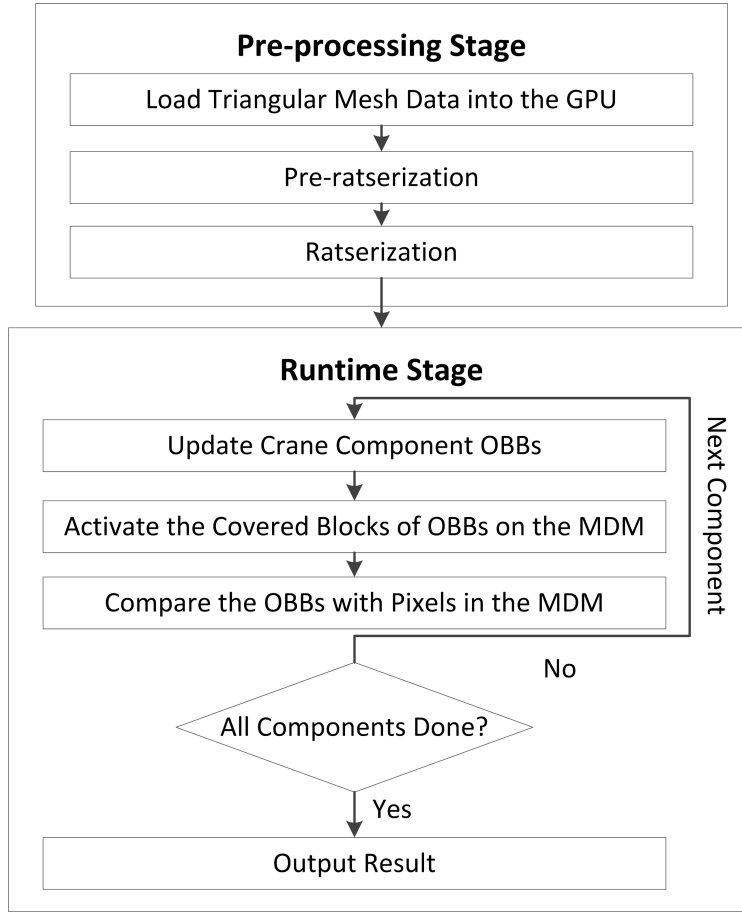 Pre-processing Stage
Load Triangular Mesh Data into the GPU
Pre-ratserization
Ratserization
Runtime Stage
Update Crane Component OBBs
Activate the Covered Blocks of OBBs on the MDM
Compare the OBBs with Pixels in the MDM
Next Component
No
All Components Done?
Yes
Output Result